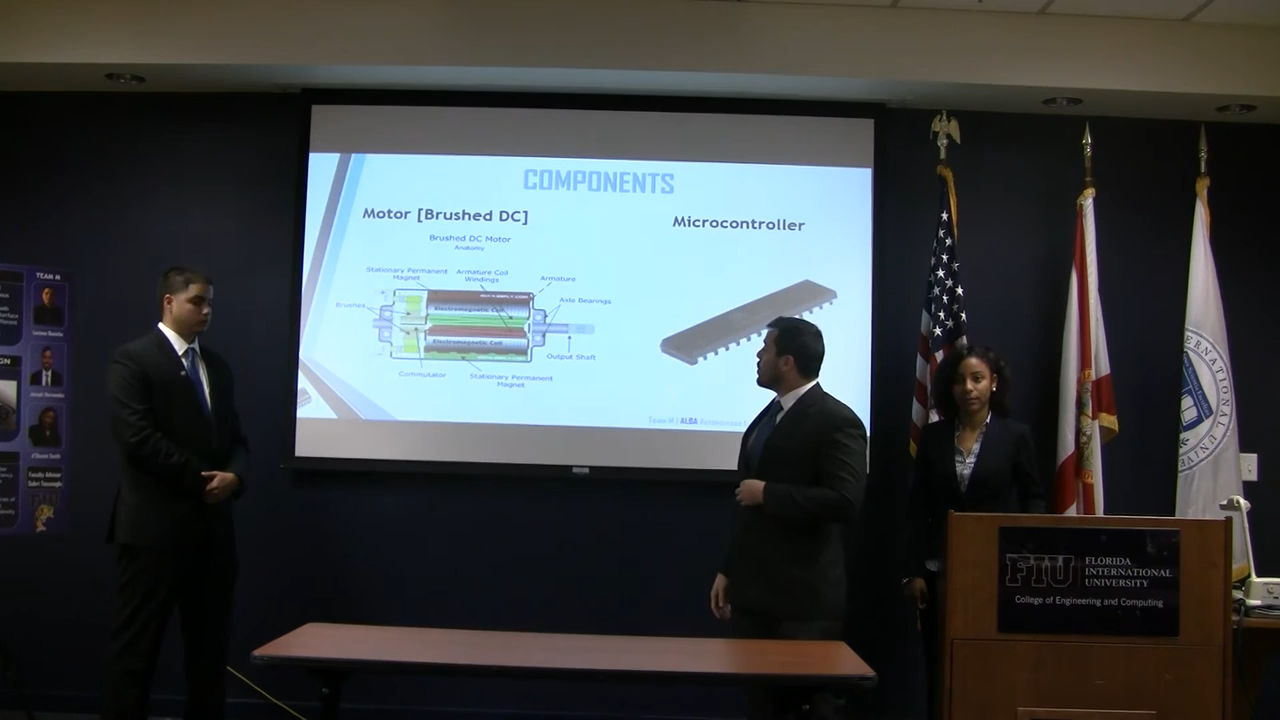 COMPONENTS
Motor [Brushed DC]
Microcontroller
Brushed DC Motor
Anatomy
Stationary Permanent
Magnet
Armature Coil
Windings
Armature
Brushes
Axle Bearings
Electromagnetic Coil
Electromagnetic Coil
Output Shaft
Commutator
Stationary Permanent
Magnet
Team M | ALSA
TEAM M
Faculty Advisor
FIU
FLORIDA
INTERNATIONAL
UNIVERSITY
College of Engineering and Computing